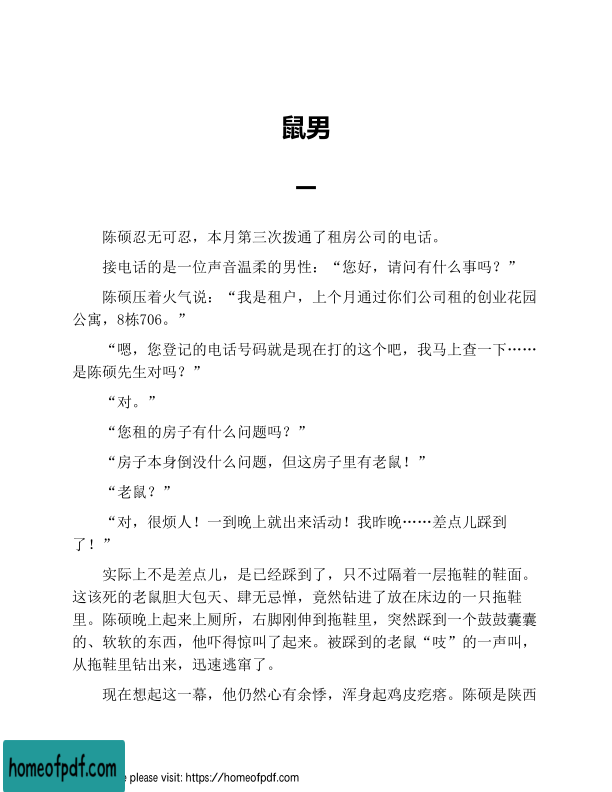 鼠男
一
陈硕忍无可忍，本月第三次拨通了租房公司的电话。
接电话的是一位声音温柔的男性：“您好，请问有什么事吗？”
陈硕压着火气说：“我是租户，上个月通过你们公司租的创业花园
公寓，8栋706。”
“嗯，您登记的电话号码就是现在打的这个吧，我马上查一下……
是陈硕先生对吗？”
“对。”
“您租的房子有什么问题吗？”
“房子本身倒没什么问题，但这房子里有老鼠！”
“老鼠？”
“对，很烦人！一到晚上就出来活动！我昨晚……差点儿踩到
了！”
实际上不是差点儿，是已经踩到了，只不过隔着一层拖鞋的鞋面。
这该死的老鼠胆大包天、肆无忌惮，竟然钻进了放在床边的一只拖鞋
里。陈硕晚上起来上厕所，右脚刚伸到拖鞋里，突然踩到一个鼓鼓囊囊
的、软软的东西，他吓得惊叫了起来。被踩到的老鼠“吱”的一声叫，
从拖鞋里钻出来，迅速逃窜了。
现在想起这一幕，他仍然心有余悸，浑身起鸡皮疙瘩。陈硕是陕西
homeofpdf.com
e please visit: https://homeofpdf.com